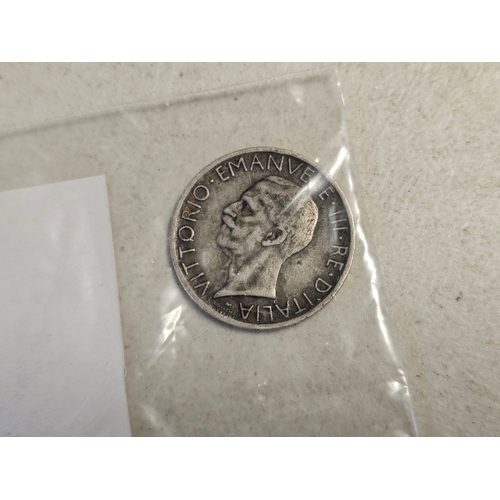 VITTORIO · EMANVELE · III · RE · D'ITALIA